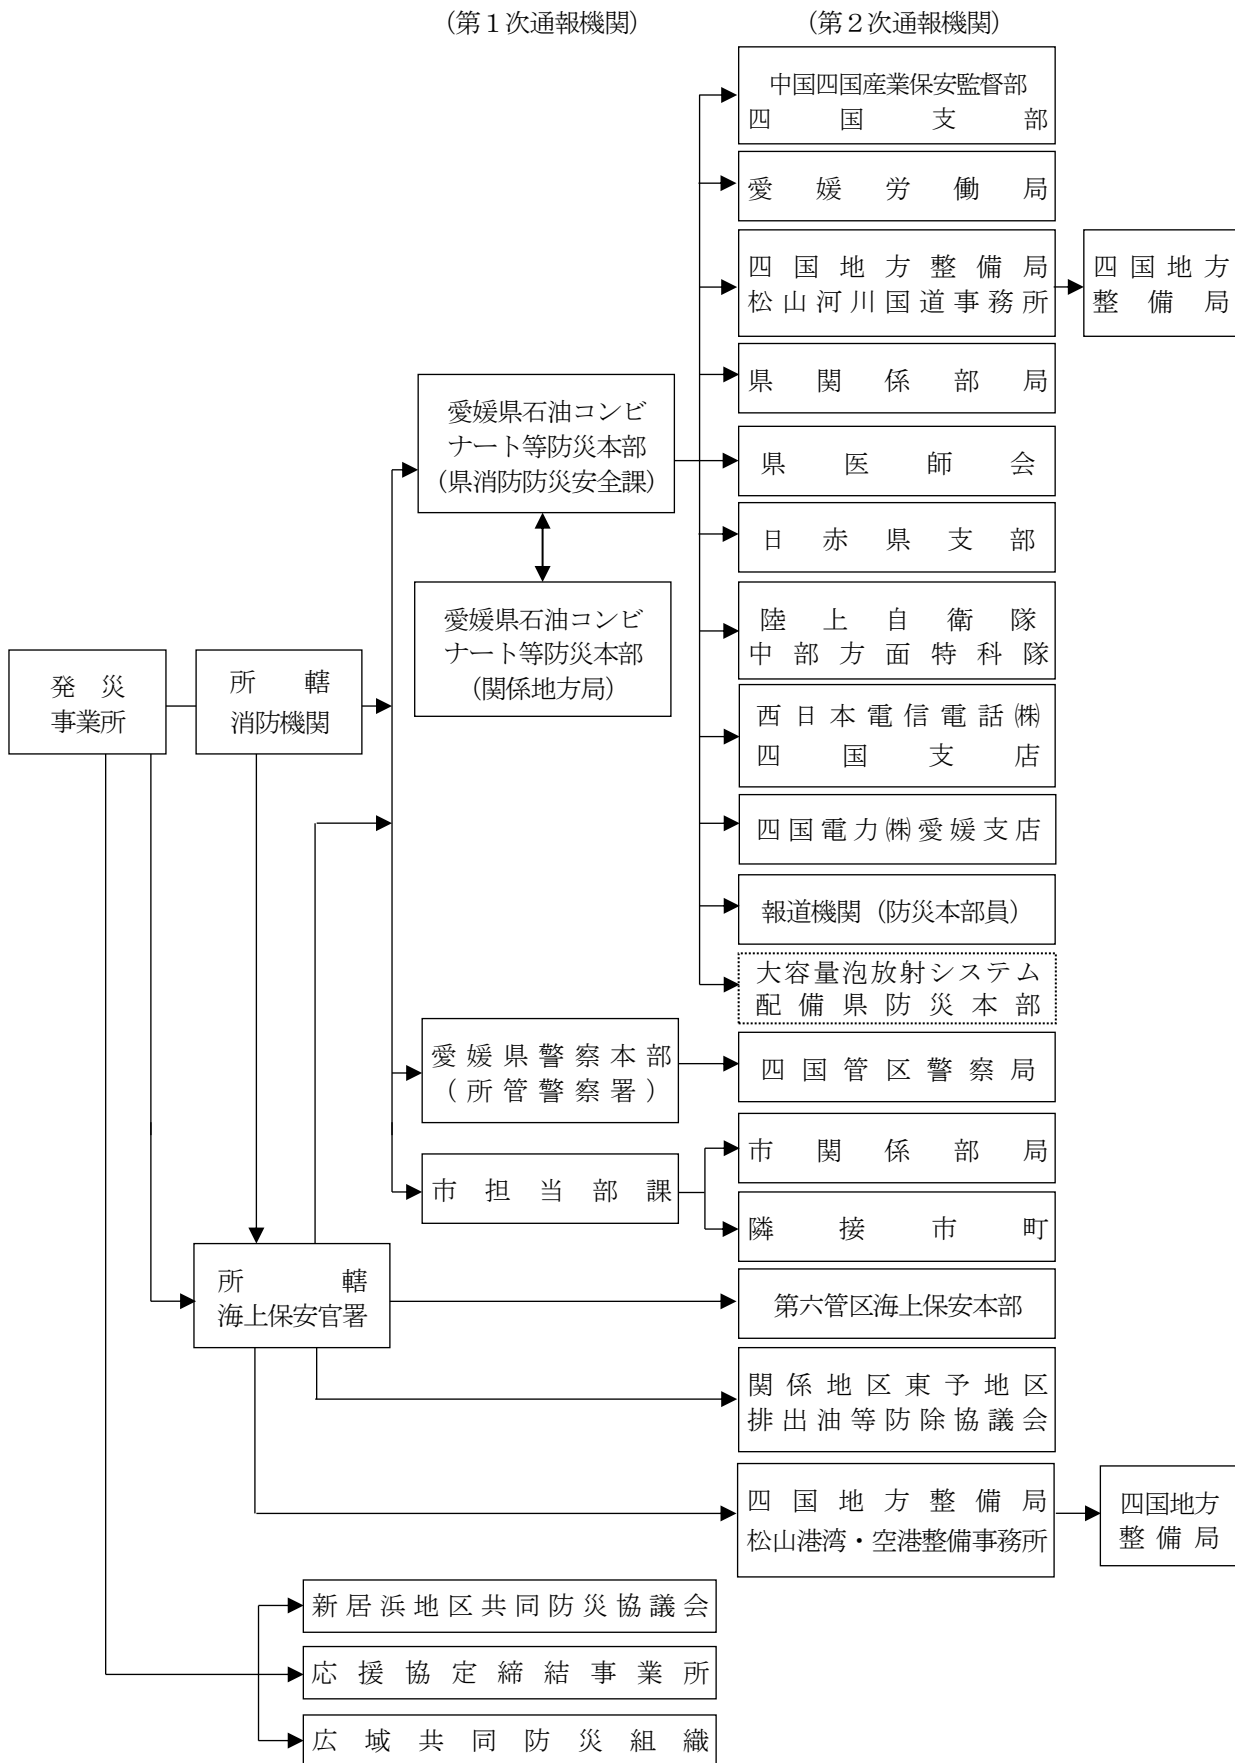 (第1次通報機関)
(第2次通報機関)
中国四国産業保安監督部
四国支部
愛媛労働局
四国地方整備局
松山河川国道事務所
四国地方
整備局
県関係部局
愛媛県石油コンビ
ナート等防災本部
(県消防防災安全課)
県医師会
日赤県支部
愛媛県石油コンビ
ナート等防災本部
(関係地方局)
陸上自衛隊
中部方面特科隊
発災
事業所
所轄
消防機関
西日本電信電話㈱
四国支店
四国電力㈱愛媛支店
報道機関(防災本部員)
大容量泡放射システム
配備県防災本部
愛媛県警察本部
(所管警察署)
四国管区警察局
市担当部課
市関係部局
隣接市町
所轄
海上保安官署
第六管区海上保安本部
関係地区東予地区
排出油等防除協議会
四国地方整備局
松山港湾・空港整備事務所
四国地方
整備局
新居浜地区共同防災協議会
応援協定締結事業所
広域共同防災組織